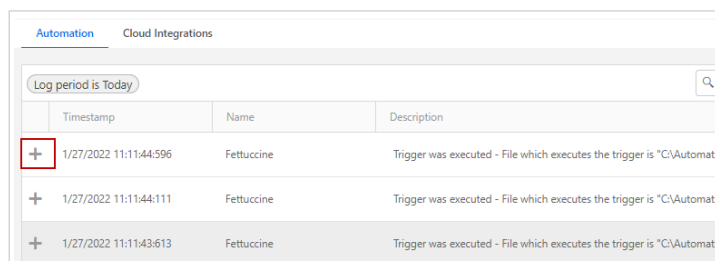 Automation Cloud Integrations
Log period is Today
Timestamp Name Description
1/27/2022 11:11:44:596 Fettuccine Trigger was executed - File which executes the trigger is "C:\Automat
1/27/2022 11:11:44:111 Fettuccine Trigger was executed - File which executes the trigger is "C:\Automat
1/27/2022 11:11:43:613 Fettuccine Trigger was executed - File which executes the trigger is "C:\Automat